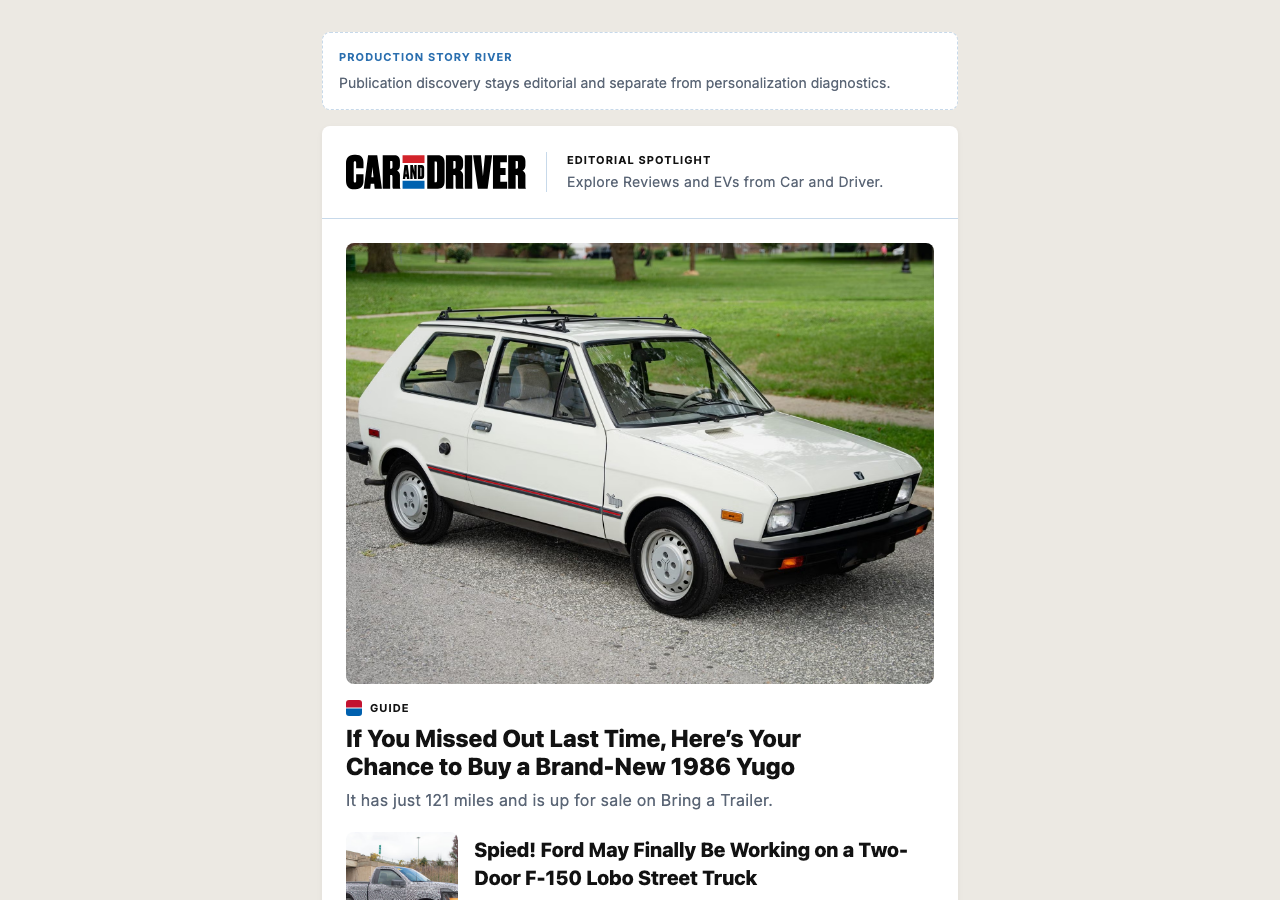 PRODUCTION STORY RIVER
Publication discovery stays editorial and separate from personalization diagnostics.
CAR AND DRIVER
EDITORIAL SPOTLIGHT
Explore Reviews and EVs from Car and Driver.
Yugo
GUIDE
If You Missed Out Last Time, Here’s Your
Chance to Buy a Brand-New 1986 Yugo
It has just 121 miles and is up for sale on Bring a Trailer.
Spied! Ford May Finally Be Working on a Two-
Door F-150 Lobo Street Truck